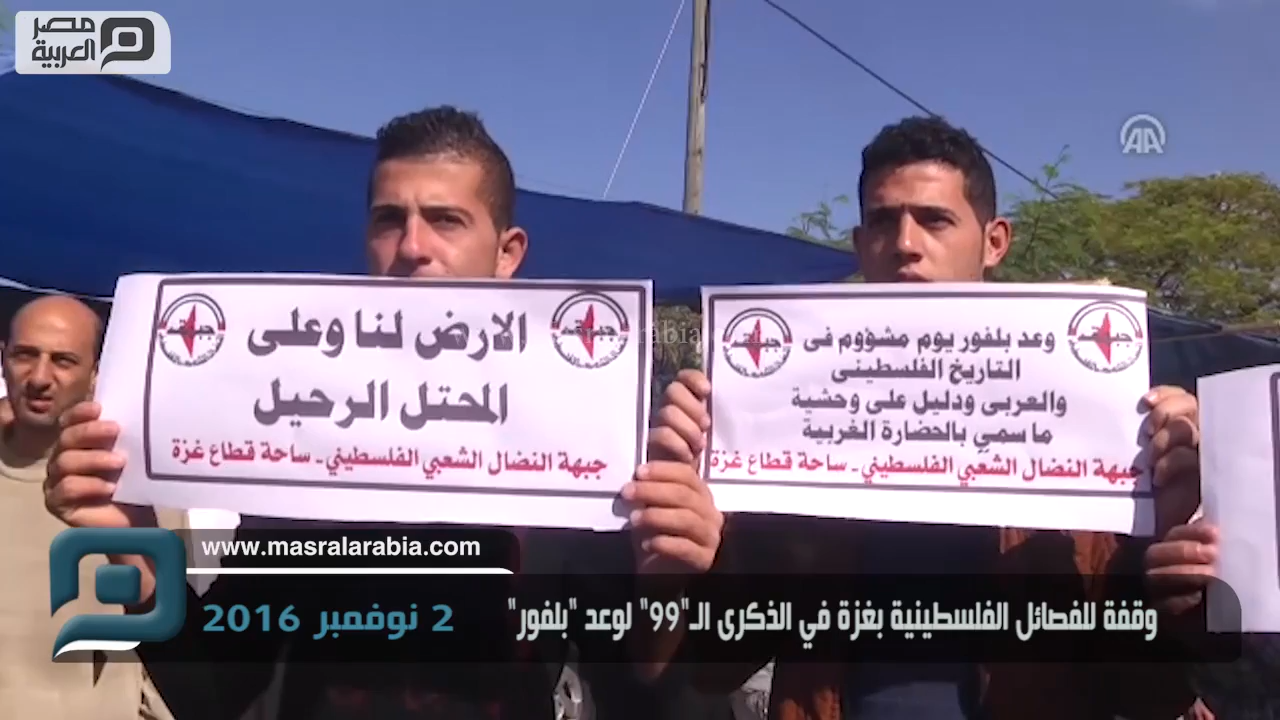 مصر
العربية
AA
الارض لنا وعلى
المحتل الرحيل
جبهة النضال الشعبي الفلسطيني - ساحة قطاع غزة
وعد بلفور يوم مشؤوم فى
التاريخ الفلسطينى
والعربى ودليل على وحشية
ما سمي بالحضارة الغربية
جبهة النضال الشعبي الفلسطيني - ساحة قطاع غزة
www.masralarabia.com
وقفة للفصائل الفلسطينية بغزة في الذكرى الـ"99" لوعد "بلفور"
2 نوفمبر 2016